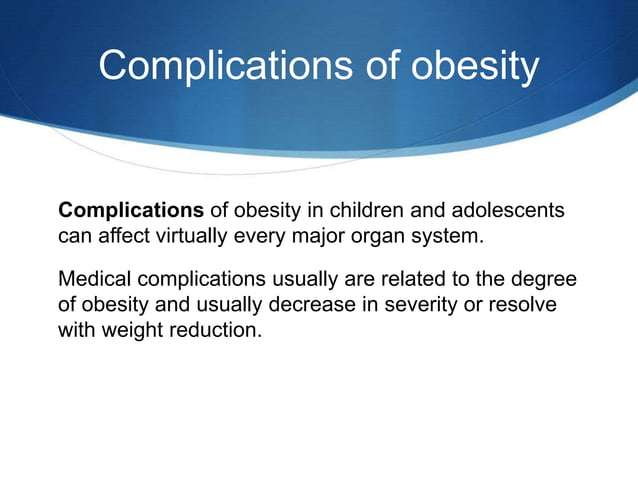 Complications of obesity
Complications of obesity in children and adolescents
can affect virtually every major organ system.
Medical complications usually are related to the degree
of obesity and usually decrease in severity or resolve
with weight reduction.